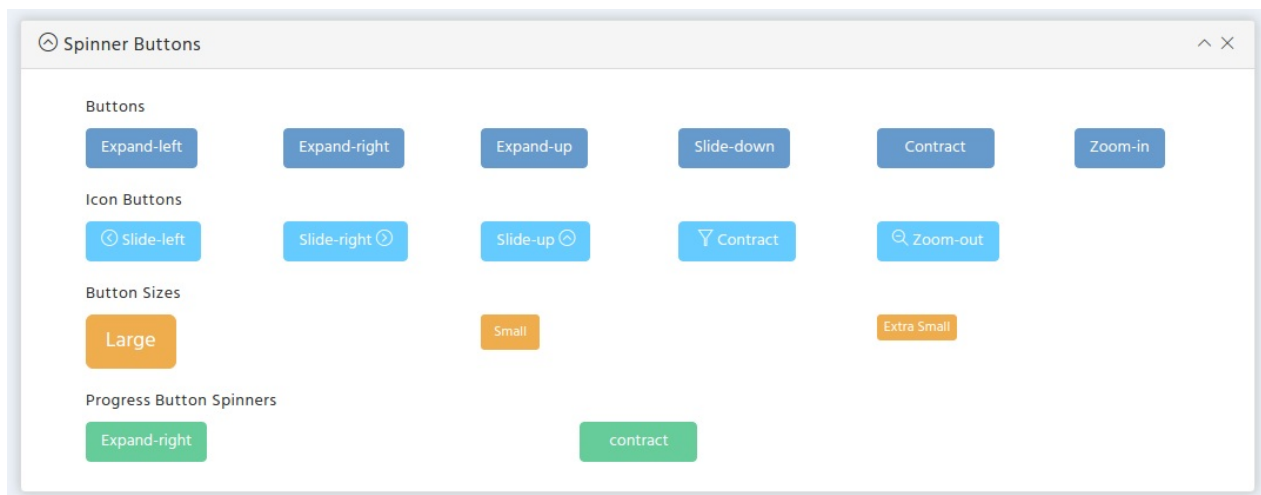 Spinner Buttons
Buttons
Expand-left Expand-right Expand-up Slide-down Contract Zoom-in
Icon Buttons
Slide-left Slide-right Slide-up Contract Zoom-out
Button Sizes
Large Small Extra Small
Progress Button Spinners
Expand-right contract